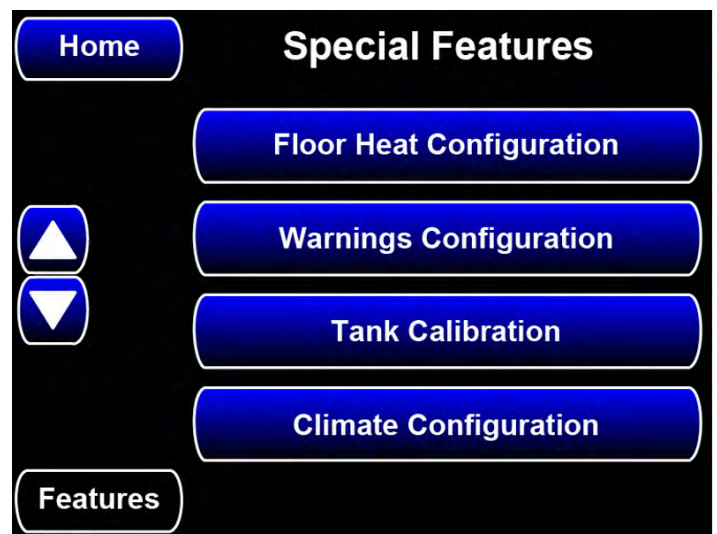 Home
Special Features
Floor Heat Configuration
Warnings Configuration
Tank Calibration
Climate Configuration
Features